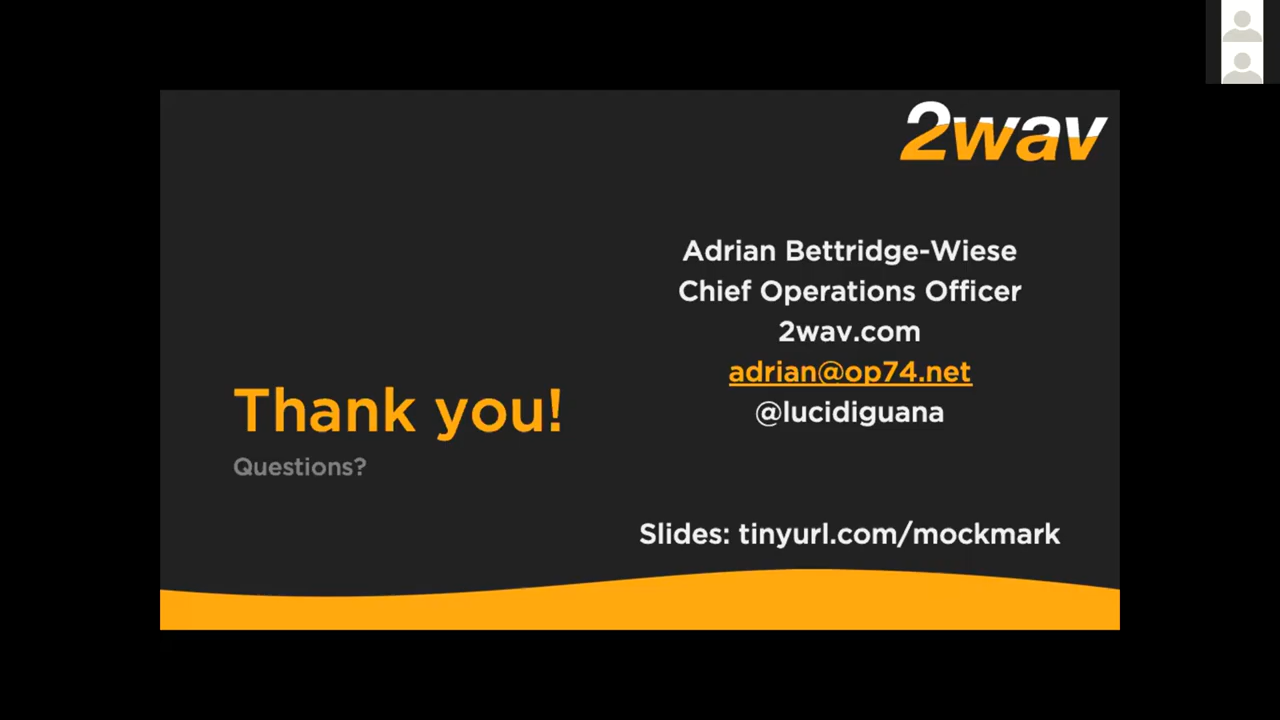 2wav
Adrian Bettridge-Wiese
Chief Operations Officer
2wav.com
adrian@op74.net
@lucidiguana
Thank you!
Questions?
Slides: tinyurl.com/mockmark